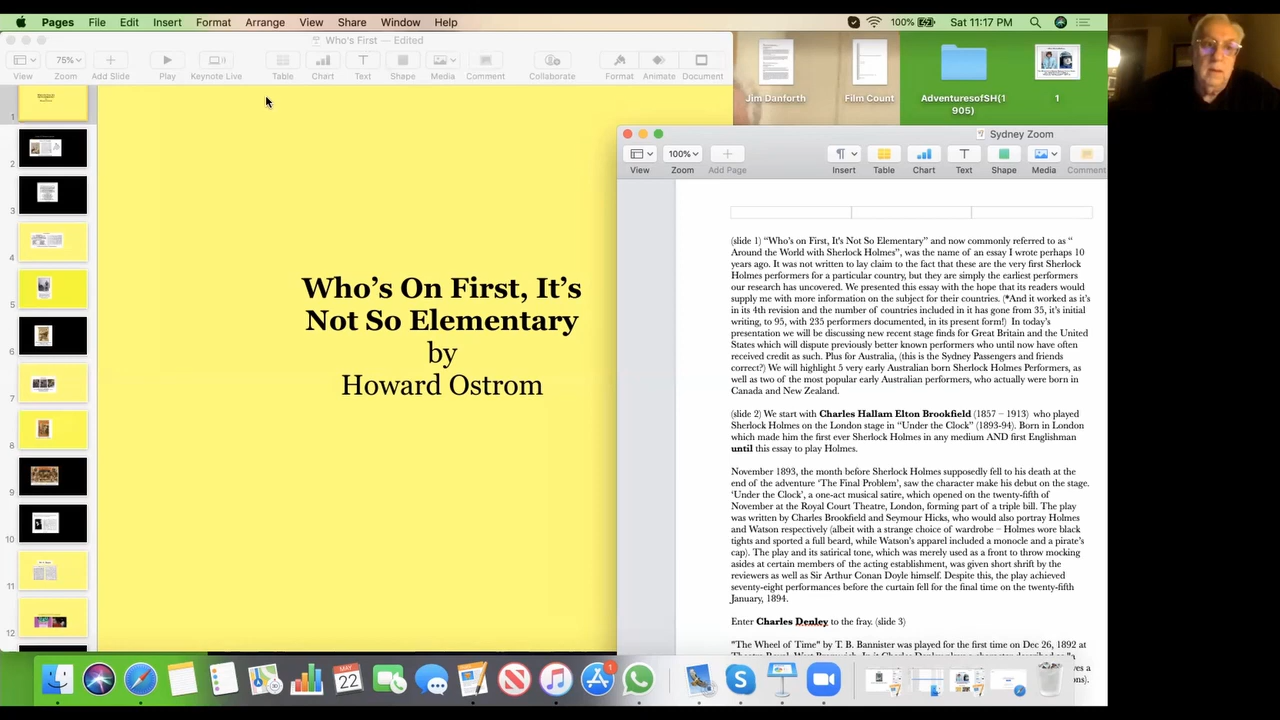 Pages File Edit Insert Format Arrange View Share Window Help
100% Sat 11:17 PM
Who's First — Edited
75%
View Zoom Add Slide Play Keynote Live Table Chart Text Shape Media Comment Collaborate Format Animate Document
Jim Danforth
Film Count
AdventuresofSH(1
905)
1
Sydney Zoom
100%
View Zoom Add Page Insert Table Chart Text Shape Media Comment
1
2
3
4
5
6
7
8
9
10
11
12
Who's On First, It's
Not So Elementary
by
Howard Ostrom
(slide 1) "Who's on First, It's Not So Elementary" and now commonly referred to as "
Around the World with Sherlock Holmes", was the name of an essay I wrote perhaps 10
years ago. It was not written to lay claim to the fact that these are the very first Sherlock
Holmes performers for a particular country, but they are simply the earliest performers
our research has uncovered. We presented this essay with the hope that its readers would
supply me with more information on the subject for their countries. (*And it worked as it's
in its 4th revision and the number of countries included in it has gone from 35, it's initial
writing, to 95, with 235 performers documented, in its present form!) In today's
presentation we will be discussing new recent stage finds for Great Britain and the United
States which will dispute previously better known performers who until now have often
received credit as such. Plus for Australia, (this is the Sydney Passengers and friends
correct?) We will highlight 5 very early Australian born Sherlock Holmes Performers, as
well as two of the most popular early Australian performers, who actually were born in
Canada and New Zealand.
(slide 2) We start with Charles Hallam Elton Brookfield (1857 – 1913) who played
Sherlock Holmes on the London stage in "Under the Clock" (1893-94). Born in London
which made him the first ever Sherlock Holmes in any medium AND first Englishman
until this essay to play Holmes.
November 1893, the month before Sherlock Holmes supposedly fell to his death at the
end of the adventure 'The Final Problem', saw the character make his debut on the stage.
'Under the Clock', a one-act musical satire, which opened on the twenty-fifth of
November at the Royal Court Theatre, London, forming part of a triple bill. The play
was written by Charles Brookfield and Seymour Hicks, who would also portray Holmes
and Watson respectively (albeit with a strange choice of wardrobe – Holmes wore black
tights and sported a full beard, while Watson's apparel included a monocle and a pirate's
cap). The play and its satirical tone, which was merely used as a front to throw mocking
asides at certain members of the acting establishment, was given short shrift by the
reviewers as well as Sir Arthur Conan Doyle himself. Despite this, the play achieved
seventy-eight performances before the curtain fell for the final time on the twenty-fifth
January, 1894.
Enter Charles Denley to the fray. (slide 3)
"The Wheel of Time" by T. B. Bannister was played for the first time on Dec 26, 1892 at
MAY
22
1